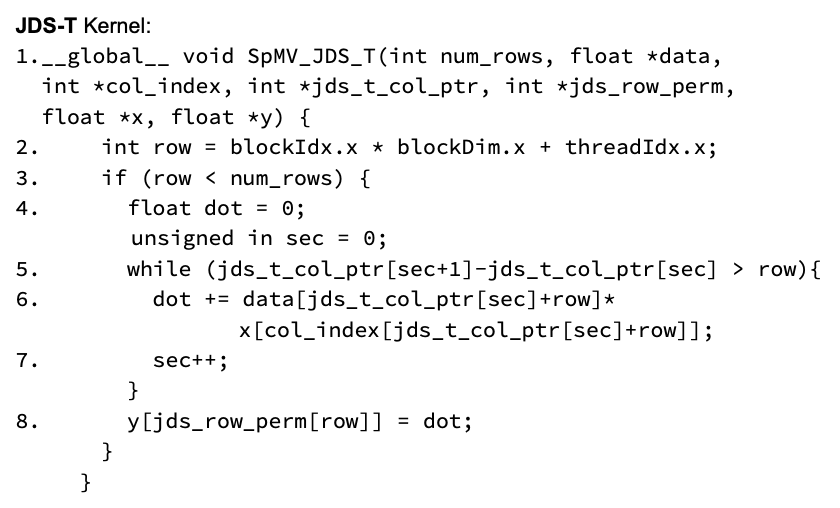 JDS-T Kernel:
1.__global__ void SpMV_JDS_T(int num_rows, float *data,
int *col_index, int *jds_t_col_ptr, int *jds_row_perm,
float *x, float *y) {
2. int row = blockIdx.x * blockDim.x + threadIdx.x;
3. if (row < num_rows) {
4. float dot = 0;
unsigned in sec = 0;
5. while (jds_t_col_ptr[sec+1]-jds_t_col_ptr[sec] > row){
6. dot += data[jds_t_col_ptr[sec]+row]*
x[col_index[jds_t_col_ptr[sec]+row]];
7. sec++;
}
8. y[jds_row_perm[row]] = dot;
}
}